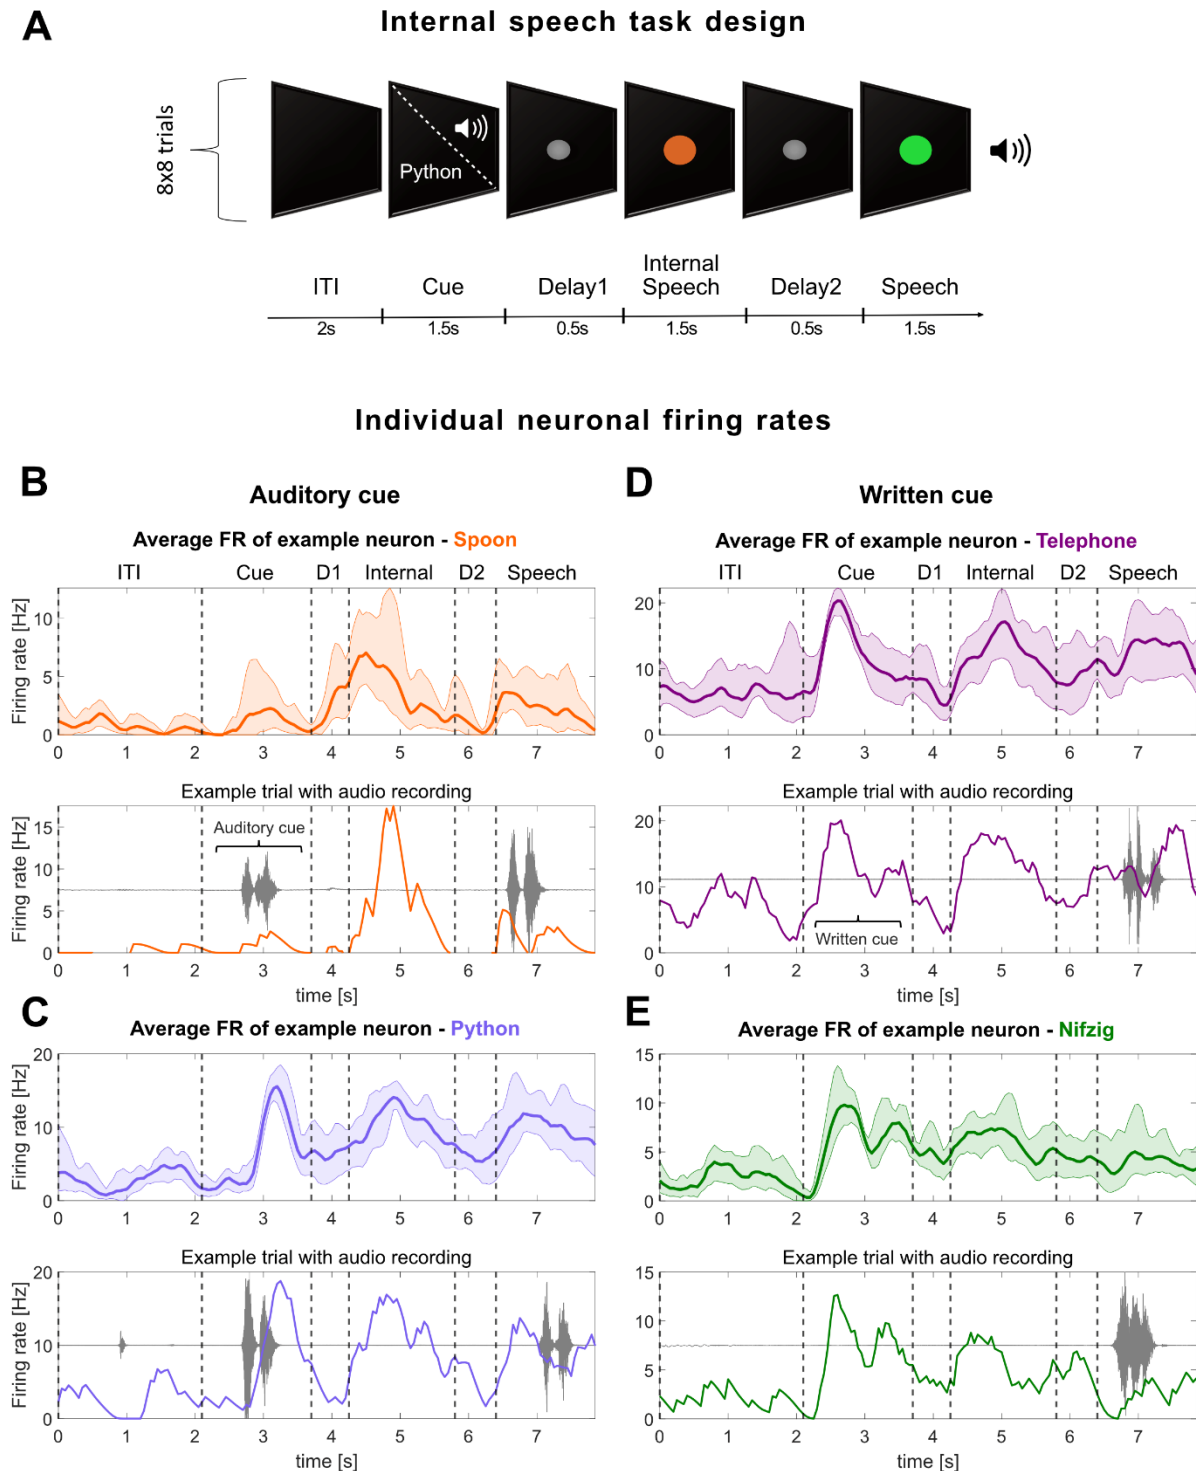 A
Internal speech task design
8x8 trials
Python
ITI
Cue
Delay1
Internal
Speech
Delay2
Speech
2s
1.5s
0.5s
1.5s
0.5s
1.5s
Individual neuronal firing rates
B
Auditory cue
Average FR of example neuron - Spoon
ITI
Cue
D1
Internal
D2
Speech
Firing rate [Hz]
10
5
0
0 1 2 3 4 5 6 7
Example trial with audio recording
Auditory cue
Firing rate [Hz]
15
10
5
0
0 1 2 3 4 5 6 7
time [s]
C
Average FR of example neuron - Python
Firing rate [Hz]
20
10
0
0 1 2 3 4 5 6 7
Example trial with audio recording
Firing rate [Hz]
20
10
0
0 1 2 3 4 5 6 7
time [s]
D
Written cue
Average FR of example neuron - Telephone
ITI
Cue
D1
Internal
D2
Speech
20
10
0
0 1 2 3 4 5 6 7
Example trial with audio recording
Written cue
20
10
0
0 1 2 3 4 5 6 7
time [s]
E
Average FR of example neuron - Nifzig
15
10
5
0
0 1 2 3 4 5 6 7
Example trial with audio recording
15
10
5
0
0 1 2 3 4 5 6 7
time [s]